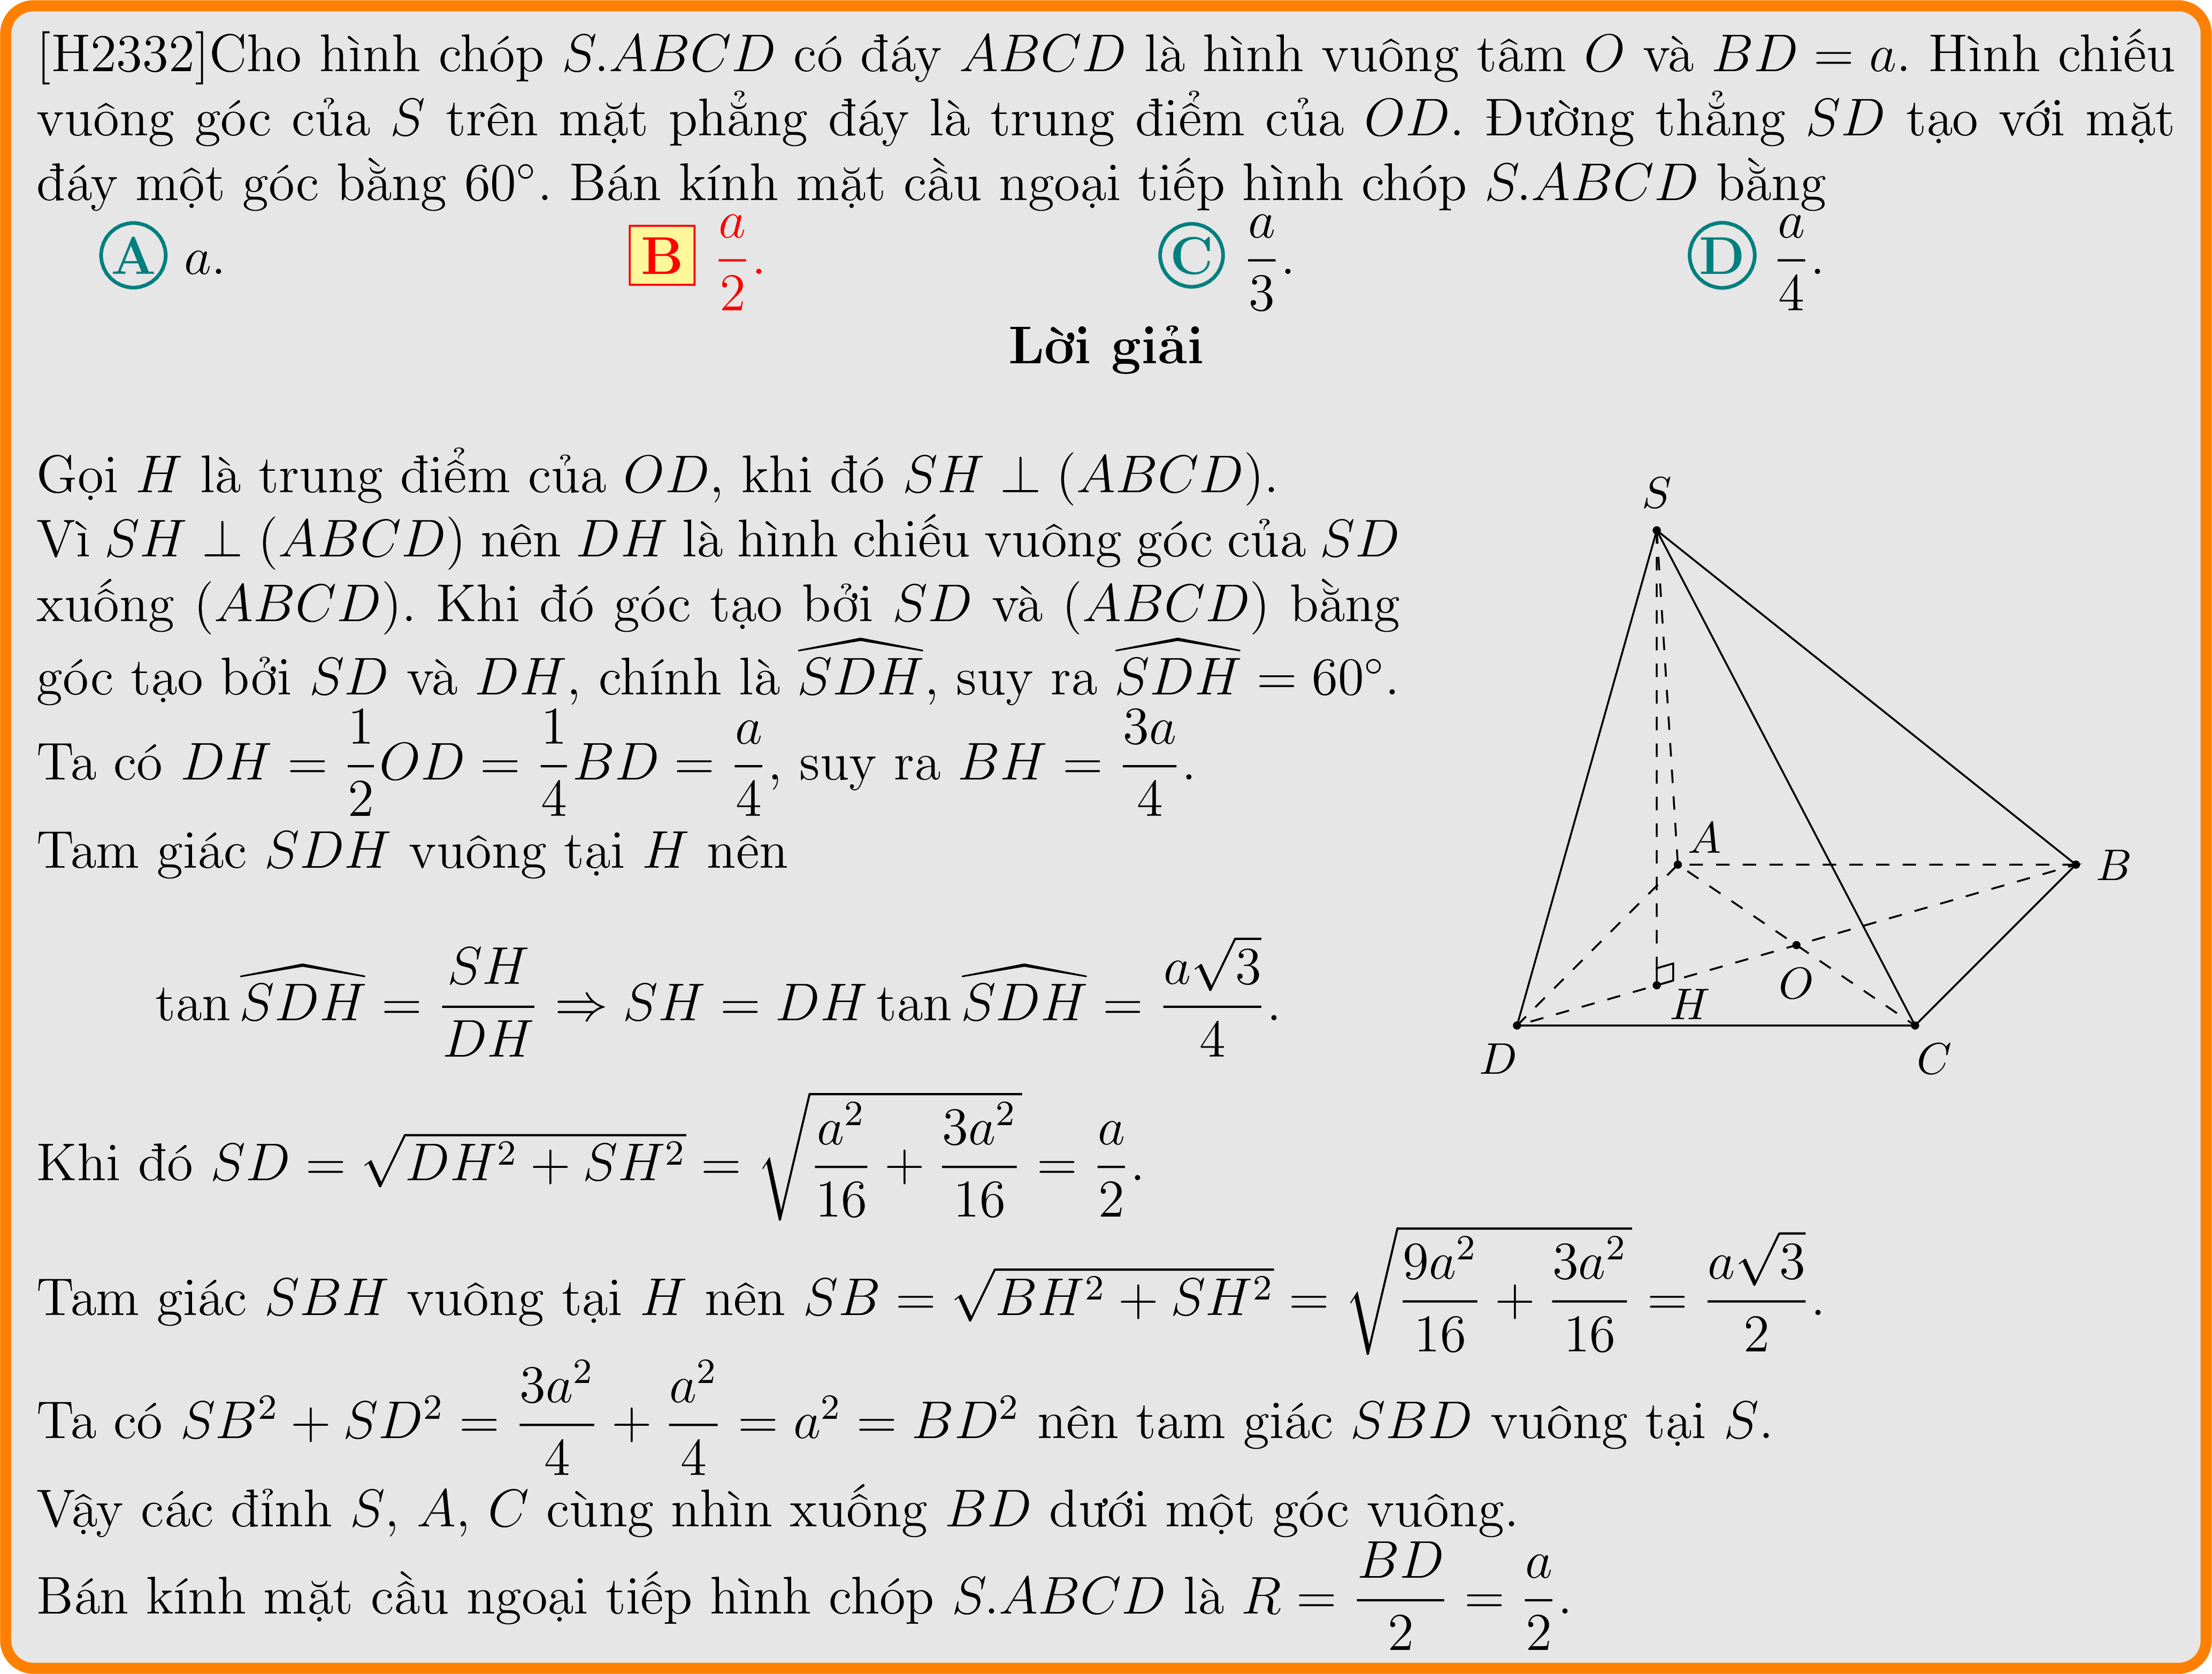 [H2332]Cho hình chóp S.ABCD có đáy ABCD là hình vuông tâm O và BD = a. Hình chiếu
vuông góc của S trên mặt phẳng đáy là trung điểm của OD. Đường thẳng SD tạo với mặt
đáy một góc bằng 60°. Bán kính mặt cầu ngoại tiếp hình chóp S.ABCD bằng
A a. B \frac{a}{2}. C \frac{a}{3}. D \frac{a}{4}.
Lời giải
Gọi H là trung điểm của OD, khi đó SH ⊥ (ABCD).
Vì SH ⊥ (ABCD) nên DH là hình chiếu vuông góc của SD
xuống (ABCD). Khi đó góc tạo bởi SD và (ABCD) bằng
góc tạo bởi SD và DH, chính là \widehat{SDH}, suy ra \widehat{SDH} = 60°.
Ta có DH = \frac{1}{2}OD = \frac{1}{4}BD = \frac{a}{4}, suy ra BH = \frac{3a}{4}.
Tam giác SDH vuông tại H nên
tan \widehat{SDH} = \frac{SH}{DH} ⇒ SH = DH tan \widehat{SDH} = \frac{a\sqrt{3}}{4}.
S
A
B
O
H
D
C
Khi đó SD = \sqrt{DH^2 + SH^2} = \sqrt{\frac{a^2}{16} + \frac{3a^2}{16}} = \frac{a}{2}.
Tam giác SBH vuông tại H nên SB = \sqrt{BH^2 + SH^2} = \sqrt{\frac{9a^2}{16} + \frac{3a^2}{16}} = \frac{a\sqrt{3}}{2}.
Ta có SB^2 + SD^2 = \frac{3a^2}{4} + \frac{a^2}{4} = a^2 = BD^2 nên tam giác SBD vuông tại S.
Vậy các đỉnh S, A, C cùng nhìn xuống BD dưới một góc vuông.
Bán kính mặt cầu ngoại tiếp hình chóp S.ABCD là R = \frac{BD}{2} = \frac{a}{2}.